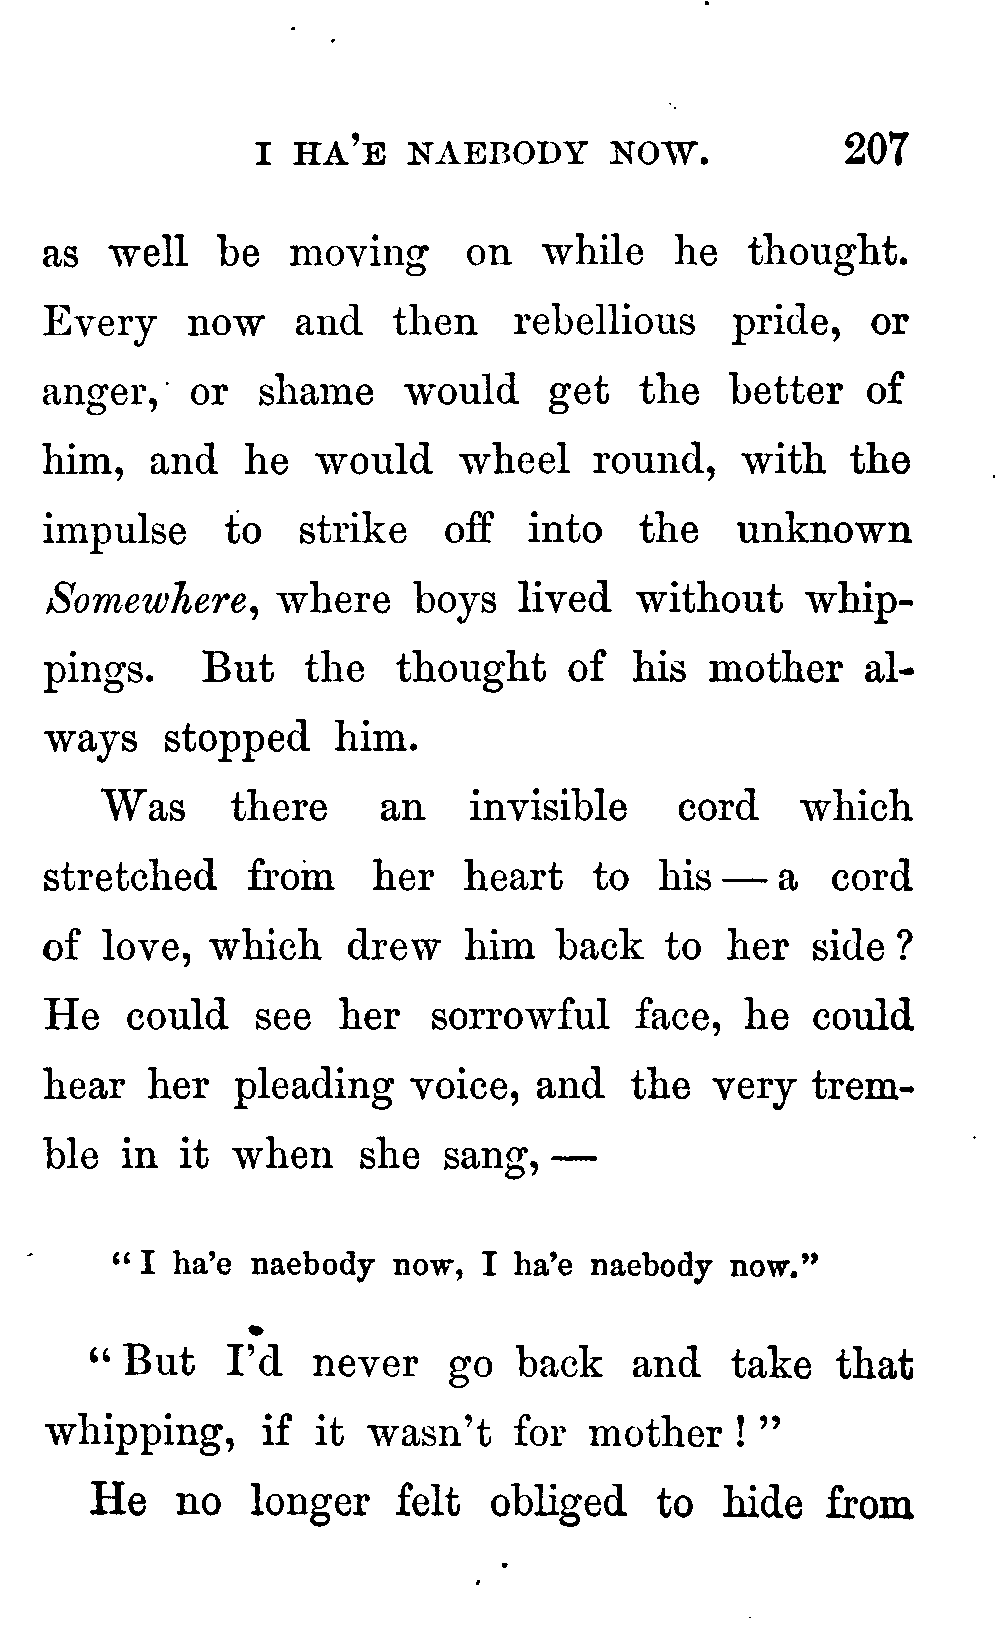 I HA'E NAEBODY NOW. 207
as well be moving on while he thought.
Every now and then rebellious pride, or
anger, or shame would get the better of
him, and he would wheel round, with the
impulse to strike off into the unknown
Somewhere, where boys lived without whip-
pings. But the thought of his mother al-
ways stopped him.
Was there an invisible cord which
stretched from her heart to his — a cord
of love, which drew him back to her side ?
He could see her sorrowful face, he could
hear her pleading voice, and the very trem-
ble in it when she sang, —
"I ha'e naebody now, I ha'e naebody now."
"But I'd never go back and take that
whipping, if it wasn't for mother ! "
He no longer felt obliged to hide from